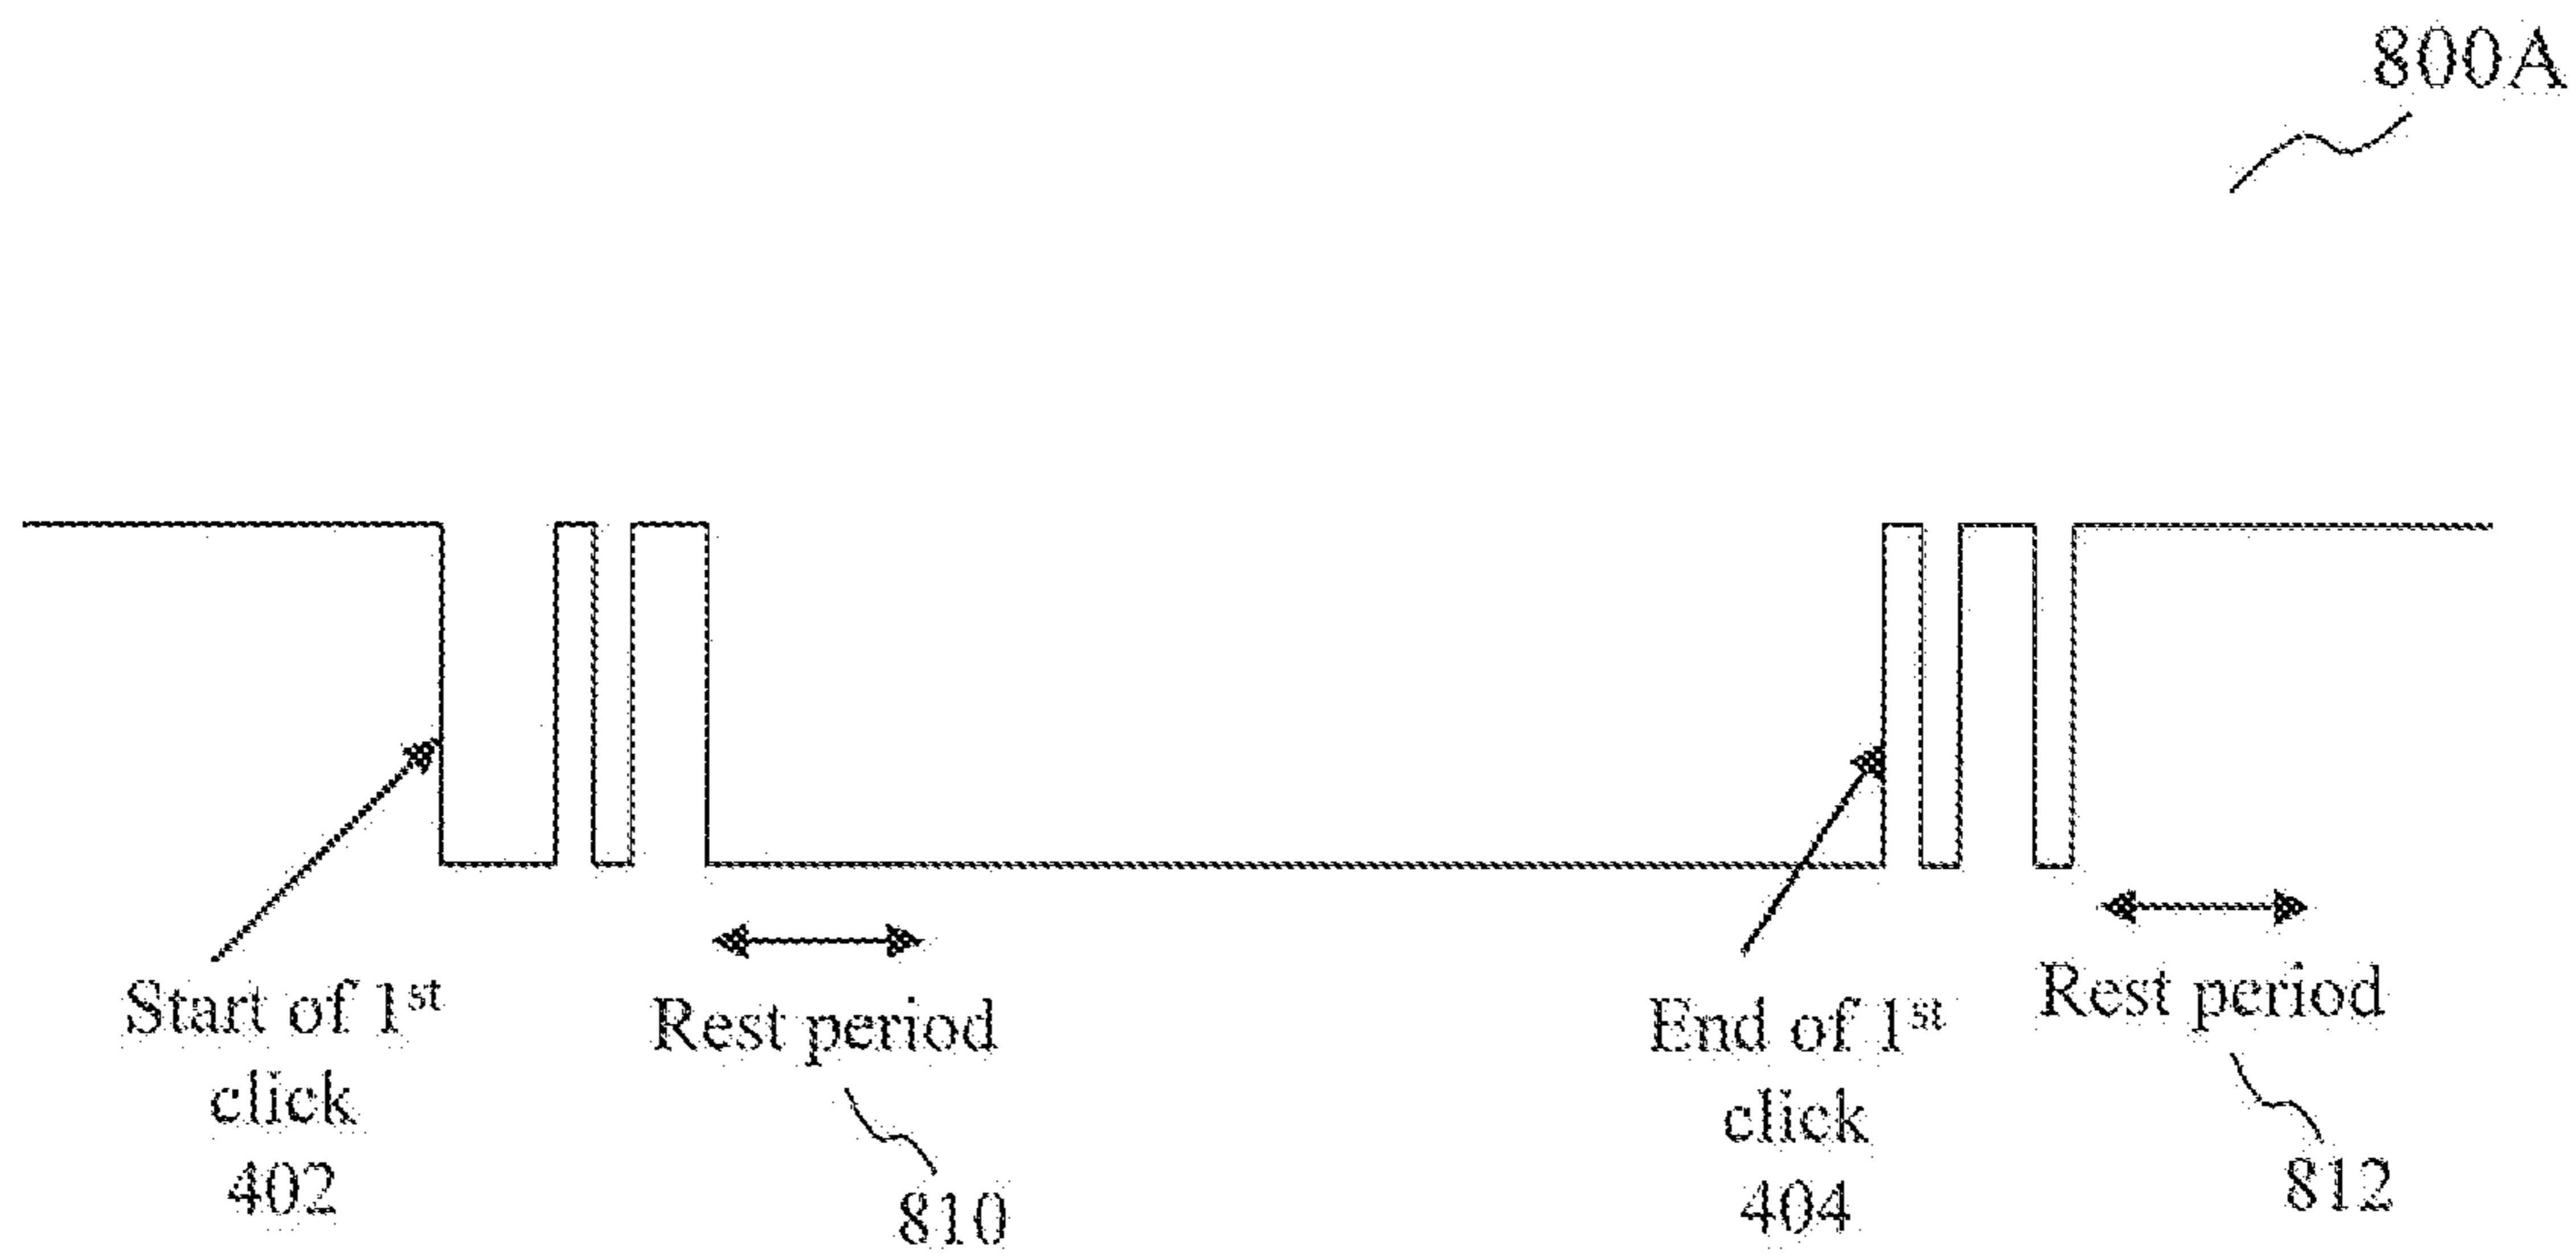 800A
Start of 1st
click
402
Rest period
810
End of 1st
click
404
Rest period
812